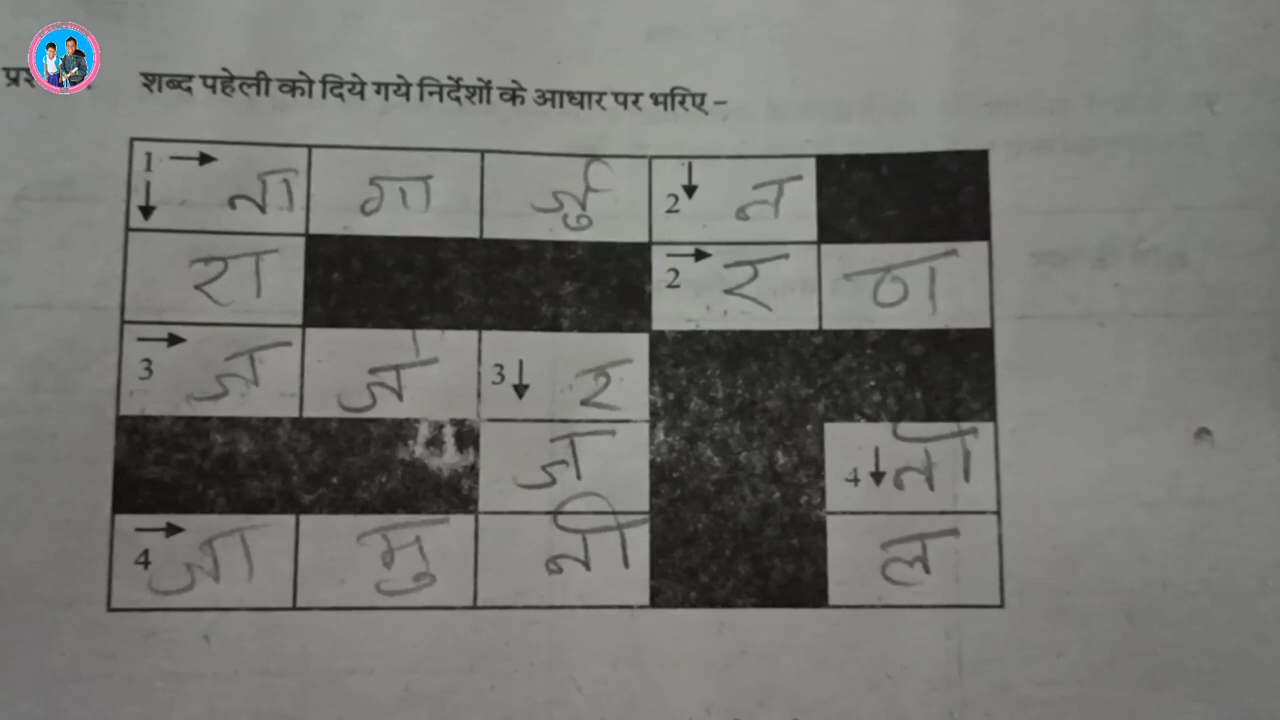 शब्द पहेली को दिये गये निर्देशों के आधार पर भरिए -
1 ना गा र्जु 2 न
रा 2 र ठा
3 ज र्ज 3 र
ज 4 नी
4 जा मु नी ल